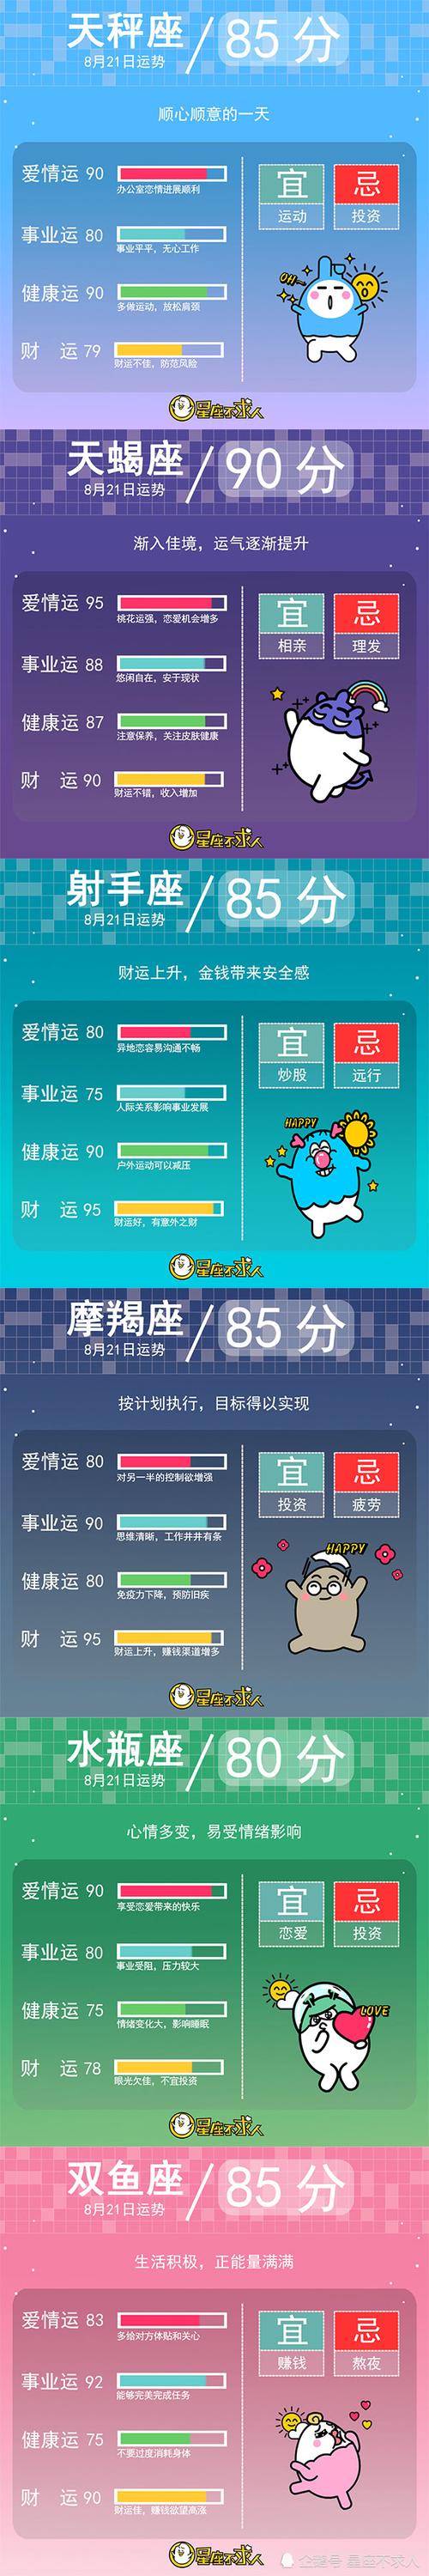 天秤座
8月21日运势
85 分
顺心顺意的一天
爱情运 90
办公室恋情进展顺利
事业运 80
事业平平，无心工作
健康运 90
多做运动，放松肩颈
财 运 79
财运不佳，防范风险
宜
运动
忌
投资
OH~
星座不求人
天蝎座
8月21日运势
90 分
渐入佳境，运气逐渐提升
爱情运 95
桃花运强，恋爱机会增多
事业运 88
悠闲自在，安于现状
健康运 87
注意保养，关注皮肤健康
财 运 90
财运不错，收入增加
宜
相亲
忌
理发
星座不求人
射手座
8月21日运势
85 分
财运上升，金钱带来安全感
爱情运 80
异地恋容易沟通不畅
事业运 75
人际关系影响事业发展
健康运 90
户外运动可以减压
财 运 95
财运好，有意外之财
宜
炒股
忌
远行
HAPPY
星座不求人
摩羯座
8月21日运势
85 分
按计划执行，目标得以实现
爱情运 80
对另一半的控制欲增强
事业运 90
思维清晰，工作井井有条
健康运 80
免疫力下降，预防旧疾
财 运 95
财运上升，赚钱渠道增多
宜
投资
忌
疲劳
HAPPY
星座不求人
水瓶座
8月21日运势
80 分
心情多变，易受情绪影响
爱情运 90
享受恋爱带来的快乐
事业运 80
事业受阻，压力较大
健康运 75
情绪变化大，影响睡眠
财 运 78
眼光欠佳，不宜投资
宜
恋爱
忌
投资
LOVE
星座不求人
双鱼座
8月21日运势
85 分
生活积极，正能量满满
爱情运 83
多给对方体贴和关心
事业运 92
能够完美完成任务
健康运 75
不要过度消耗身体
财 运 90
财运佳，赚钱欲望高涨
宜
赚钱
忌
熬夜
星座不求人
企鹅号 星座不求人